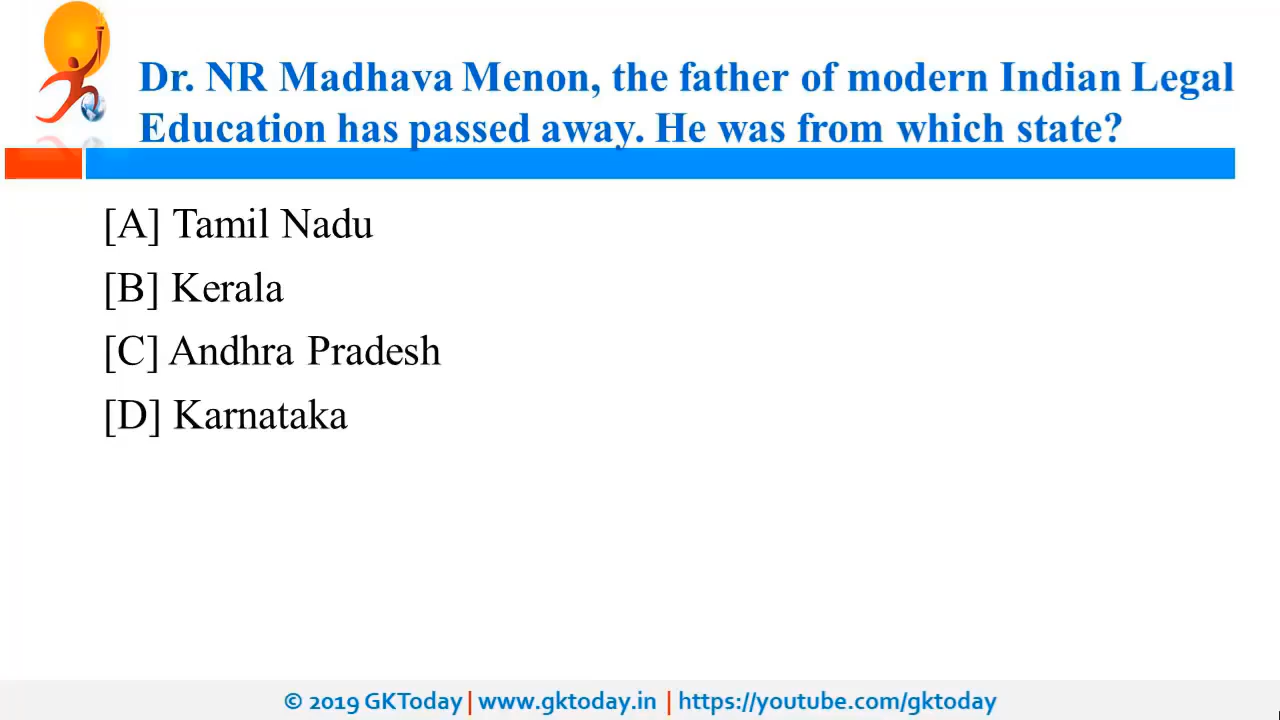 Dr. NR Madhava Menon, the father of modern Indian Legal
Education has passed away. He was from which state?
[A] Tamil Nadu
[B] Kerala
[C] Andhra Pradesh
[D] Karnataka
© 2019 GKToday | www.gktoday.in | https://youtube.com/gktoday